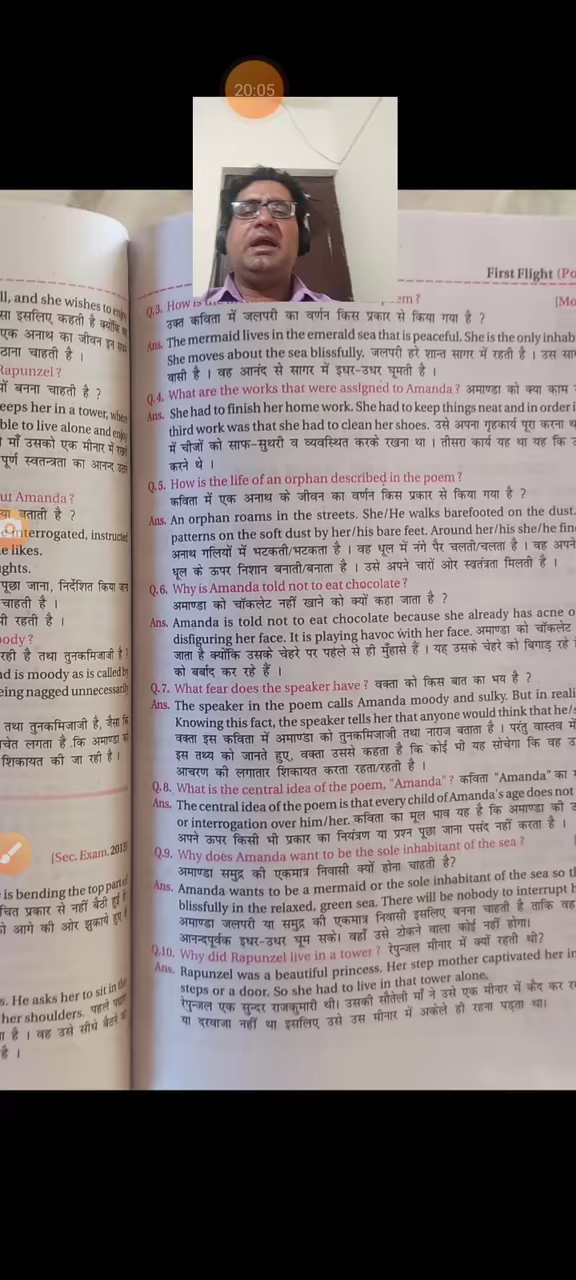 20:05
First Flight (Po
ll, and she wishes to enjoy
एक अनाथ का जीवन इन
ठाना चाहती है ।
Rapunzel ?
यों बनना चाहती है ?
eeps her in a tower, where
ble to live alone and enjoy
माँ उसको एक मीनार में
पूर्ण स्वतन्त्रता का आनन्द
ut Amanda ?
या बताती है ?
interrogated, instructed
e likes.
ghts.
पूछा जाना, निर्देशित किया जाना
चाहती है ।
पी रहती है ।
ody ?
रही है तथा तुनकमिजाजी है ?
nd is moody as is called by
eing nagged unnecessarily
तथा तुनकमिजाजी है, जैसा कि
चेत लगता है कि अमाण्डा को
शिकायत की जा रही है ।
[Sec. Exam. 2013]
is bending the top part of
चित प्रकार से नहीं बैठी हुई है
को आगे की ओर झुकाये हुए है
s. He asks her to sit in the
her shoulders.
ा है । वह उसे सीधे बैठने को
है ।
Q.3. How is em ? [Mo
उक्त कविता में जलपरी का वर्णन किस प्रकार से किया गया है ?
Ans. The mermaid lives in the emerald sea that is peaceful. She is the only inhab
She moves about the sea blissfully. जलपरी हरे शान्त सागर में रहती है । उस सा
वासी है । वह आनंद से सागर में इधर-उधर घूमती है ।
Q.4. What are the works that were assigned to Amanda ? अमाण्डा को क्या काम
Ans. She had to finish her home work. She had to keep things neat and in order i
third work was that she had to clean her shoes. उसे अपना गृहकार्य पूरा करना थ
में चीजों को साफ-सुथरी व व्यवस्थित करके रखना था । तीसरा कार्य यह था यह कि उ
करने थे ।
Q.5. How is the life of an orphan described in the poem ?
कविता में एक अनाथ के जीवन का वर्णन किस प्रकार से किया गया है ?
Ans. An orphan roams in the streets. She/He walks barefooted on the dust.
patterns on the soft dust by her/his bare feet. Around her/his she/he fin
अनाथ गलियों में भटकती/भटकता है । वह धूल में नंगे पैर चलती/चलता है । वह अपने
धूल के ऊपर निशान बनाती/बनाता है । उसे अपने चारों ओर स्वतंत्रता मिलती है ।
Q.6. Why is Amanda told not to eat chocolate ?
अमाण्डा को चॉकलेट नहीं खाने को क्यों कहा जाता है ?
Ans. Amanda is told not to eat chocolate because she already has acne o
disfiguring her face. It is playing havoc with her face. अमाण्डा को चॉकलेट
जाता है क्योंकि उसके चेहरे पर पहले से ही मुँहासे हैं । यह उसके चेहरे को बिगाड़ रहे
को बर्बाद कर रहे हैं ।
Q.7. What fear does the speaker have ? वक्ता को किस बात का भय है ?
Ans. The speaker in the poem calls Amanda moody and sulky. But in reali
Knowing this fact, the speaker tells her that anyone would think that he/s
वक्ता इस कविता में अमाण्डा को तुनकमिजाजी तथा नाराज बताता है । परंतु वास्तव में
इस तथ्य को जानते हुए, वक्ता उससे कहता है कि कोई भी यह सोचेगा कि वह उ
आचरण की लगातार शिकायत करता रहता/रहती है ।
Q.8. What is the central idea of the poem, "Amanda" ? कविता "Amanda" का म
Ans. The central idea of the poem is that every child of Amanda's age does not
or interrogation over him/her. कविता का मूल भाव यह है कि अमाण्डा की उ
अपने ऊपर किसी भी प्रकार का नियंत्रण या प्रश्न पूछा जाना पसंद नहीं करता है ।
Q.9. Why does Amanda want to be the sole inhabitant of the sea ?
अमाण्डा समुद्र की एकमात्र निवासी क्यों होना चाहती है?
Ans. Amanda wants to be a mermaid or the sole inhabitant of the sea so th
blissfully in the relaxed, green sea. There will be nobody to interrupt h
अमाण्डा जलपरी या समुद्र की एकमात्र निवासी इसलिए बनना चाहती है ताकि वह
आनन्दपूर्वक इधर-उधर घूम सके। वहाँ उसे टोकने वाला कोई नहीं होगा।
Q.10. Why did Rapunzel live in a tower ? रेपुन्जल मीनार में क्यों रहती थी?
Ans. Rapunzel was a beautiful princess. Her step mother captivated her in
steps or a door. So she had to live in that tower alone.
रेपुन्जल एक सुन्दर राजकुमारी थी। उसकी सौतेली माँ ने उसे एक मीनार में कैद कर र
या दरवाजा नहीं था इसलिए उसे उस मीनार में अकेले ही रहना पड़ता था।